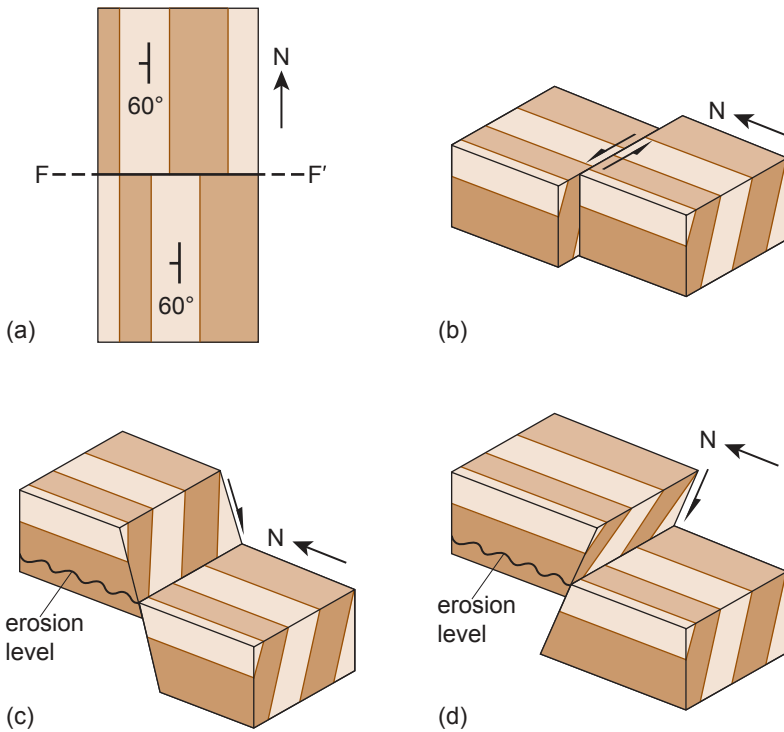 N
60°
F
F′
60°
(a)
N
(b)
N
erosion
level
(c)
N
erosion
level
(d)